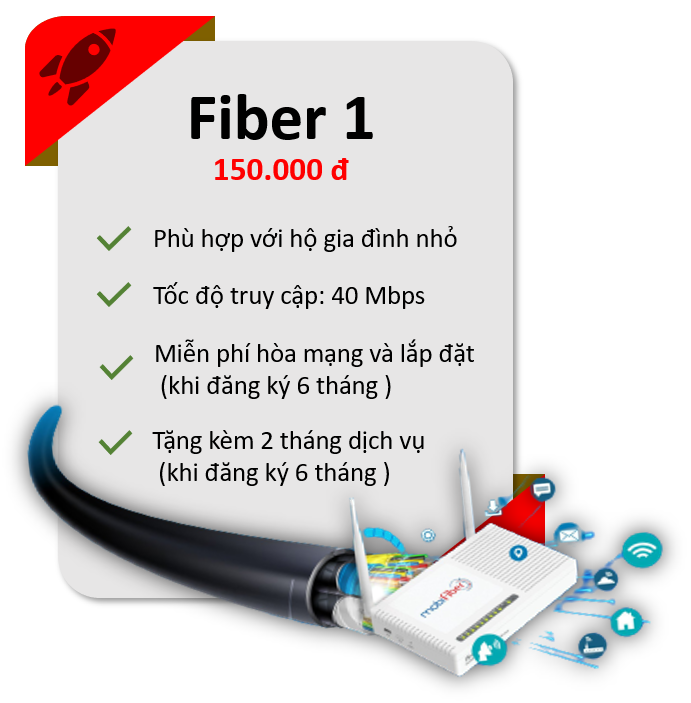 Fiber 1
150.000 đ
Phù hợp với hộ gia đình nhỏ
Tốc độ truy cập: 40 Mbps
Miễn phí hòa mạng và lắp đặt
(khi đăng ký 6 tháng )
Tặng kèm 2 tháng dịch vụ
(khi đăng ký 6 tháng )
mobiFiber